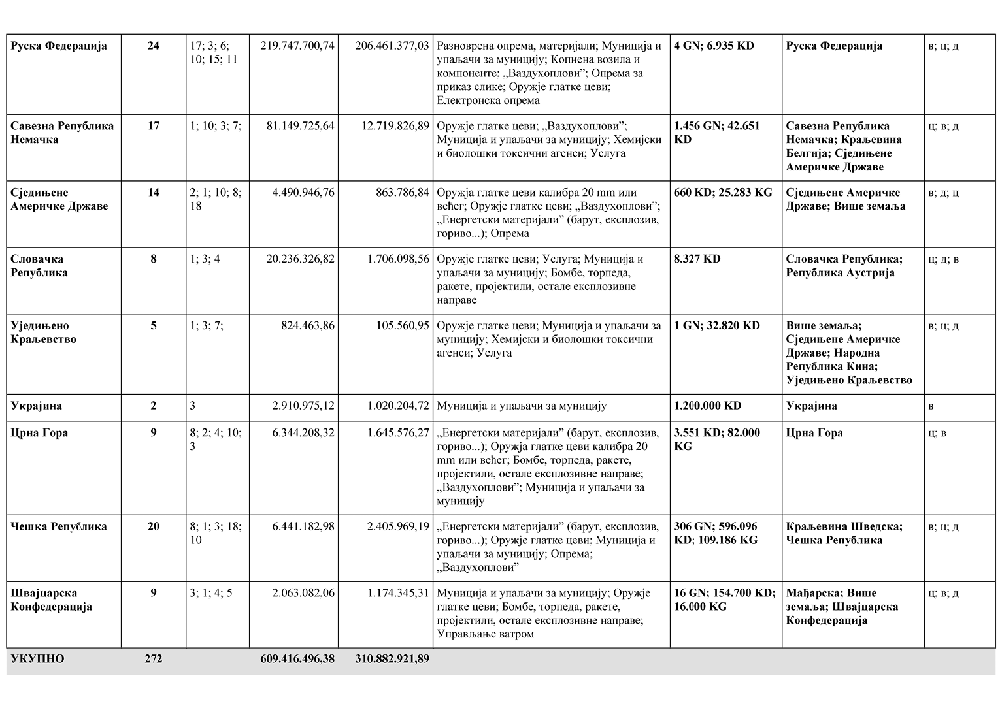 Руска Федерација 24 17; 3; 6; 219.747.700,74 206.461.377,03 Разноврсна опрема, материјали; Муниција и 4 GN; 6.935 KD Руска Федерација в; ц; д
10; 15; 11 упаљачи за муницију; Копнена возила и
компоненте; „Ваздухоплови”; Опрема за
приказ слике; Оружје глатке цеви;
Електронска опрема
Савезна Република 17 1; 10; 3; 7; 81.149.725,64 12.719.826,89 Оружје глатке цеви; „Ваздухоплови”; 1.456 GN; 42.651 Савезна Република ц; в; д
Немачка Муниција и упаљачи за муницију; Хемијски KD Немачка; Краљевина
и биолошки токсични агенси; Услуга Белгија; Сједињене
Америчке Државе
Сједињене 14 2; 1; 10; 8; 4.490.946,76 863.786,84 Оружја глатке цеви калибра 20 mm или 660 KD; 25.283 KG Сједињене Америчке в; д; ц
Америчке Државе 18 већег; Оружје глатке цеви; „Ваздухоплови”; Државе; Више земаља
„Енергетски материјали” (барут, експлозив,
гориво...); Опрема
Словачка 8 1; 3; 4 20.236.326,82 1.706.098,56 Оружје глатке цеви; Услуга; Муниција и 8.327 KD Словачка Република; ц; д; в
Република упаљачи за муницију; Бомбе, торпеда, Република Аустрија
ракете, пројектили, остале експлозивне
направе
Уједињено 5 1; 3; 7; 824.463,86 105.560,95 Оружје глатке цеви; Муниција и упаљачи за 1 GN; 32.820 KD Више земаља; в; ц; д
Краљевство муницију; Хемијски и биолошки токсични Сједињене Америчке
агенси; Услуга Државе; Народна
Република Кина;
Уједињено Краљевство
Украјина 2 3 2.910.975,12 1.020.204,72 Муниција и упаљачи за муницију 1.200.000 KD Украјина в
Црна Гора 9 8; 2; 4; 10; 6.344.208,32 1.645.576,27 „Енергетски материјали” (барут, експлозив, 3.551 KD; 82.000 Црна Гора ц; в
3 гориво...); Оружја глатке цеви калибра 20 KG
mm или већег; Бомбе, торпеда, ракете,
пројектили, остале експлозивне направе;
„Ваздухоплови”; Муниција и упаљачи за
муницију
Чешка Република 20 8; 1; 3; 18; 6.441.182,98 2.405.969,19 „Енергетски материјали” (барут, експлозив, 306 GN; 596.096 Краљевина Шведска; в; ц; д
10 гориво...); Оружје глатке цеви; Муниција и KD; 109.186 KG Чешка Република
упаљачи за муницију; Опрема;
„Ваздухоплови”
Швајцарска 9 3; 1; 4; 5 2.063.082,06 1.174.345,31 Муниција и упаљачи за муницију; Оружје 16 GN; 154.700 KD; Мађарска; Више ц; в; д
Конфедерација глатке цеви; Бомбе, торпеда, ракете, 16.000 KG земаља; Швајцарска
пројектили, остале експлозивне направе; Конфедерација
Управљање ватром
УКУПНО 272 609.416.496,38 310.882.921,89